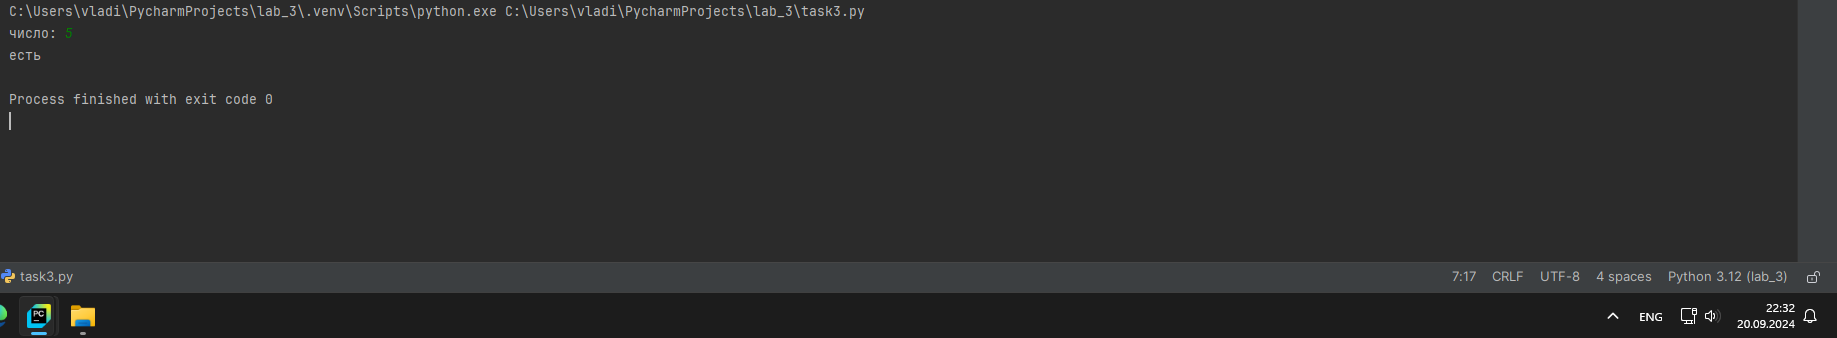 C:\Users\vladi\PycharmProjects\lab_3\.venv\Scripts\python.exe C:\Users\vladi\PycharmProjects\lab_3\task3.py
число: 5
есть
Process finished with exit code 0
task3.py
7:17 CRLF UTF-8 4 spaces Python 3.12 (lab_3)
PC
ENG
22:32
20.09.2024